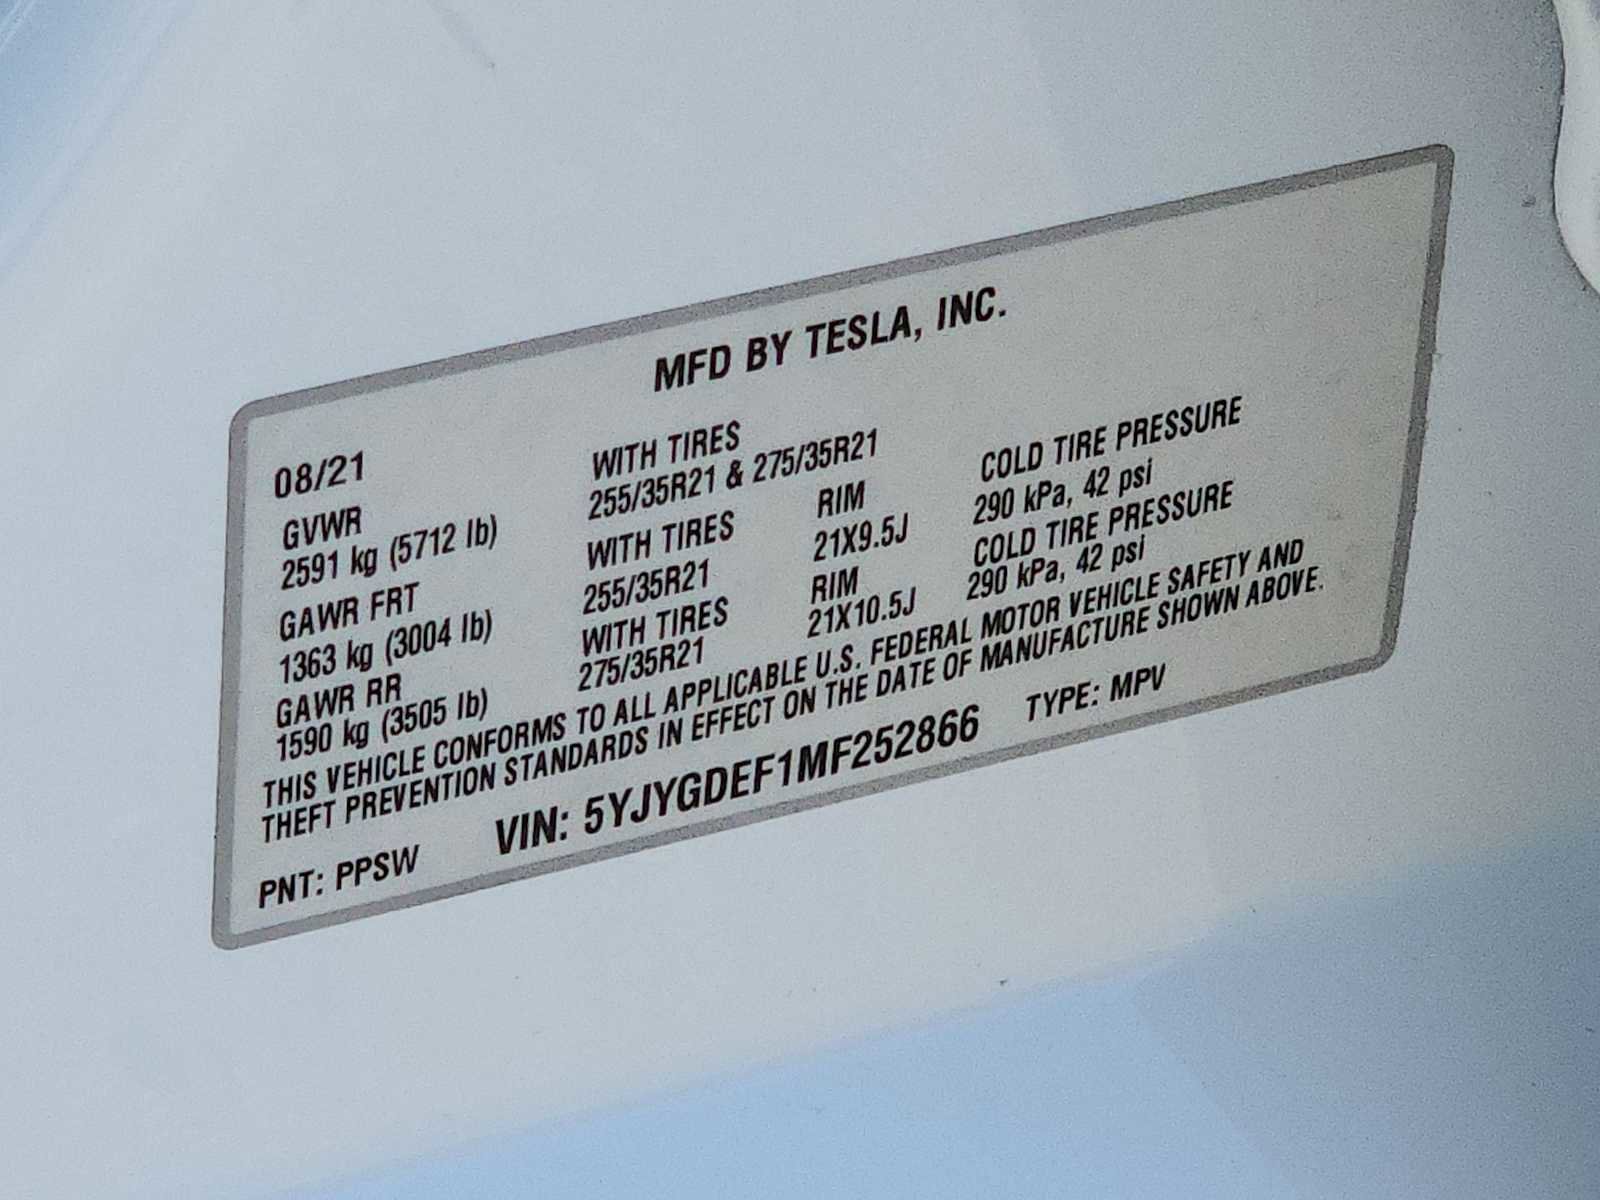 MFD BY TESLA, INC.
08/21
GVWR
2591 kg (5712 lb)
WITH TIRES
255/35R21 & 275/35R21
GAWR FRT
1363 kg (3004 lb)
WITH TIRES
255/35R21
RIM
21X9.5J
COLD TIRE PRESSURE
290 kPa, 42 psi
GAWR RR
1590 kg (3505 lb)
WITH TIRES
275/35R21
RIM
21X10.5J
COLD TIRE PRESSURE
290 kPa, 42 psi
THIS VEHICLE CONFORMS TO ALL APPLICABLE U.S. FEDERAL MOTOR VEHICLE SAFETY AND
THEFT PREVENTION STANDARDS IN EFFECT ON THE DATE OF MANUFACTURE SHOWN ABOVE.
PNT: PPSW VIN: 5YJYGDEF1MF252866 TYPE: MPV